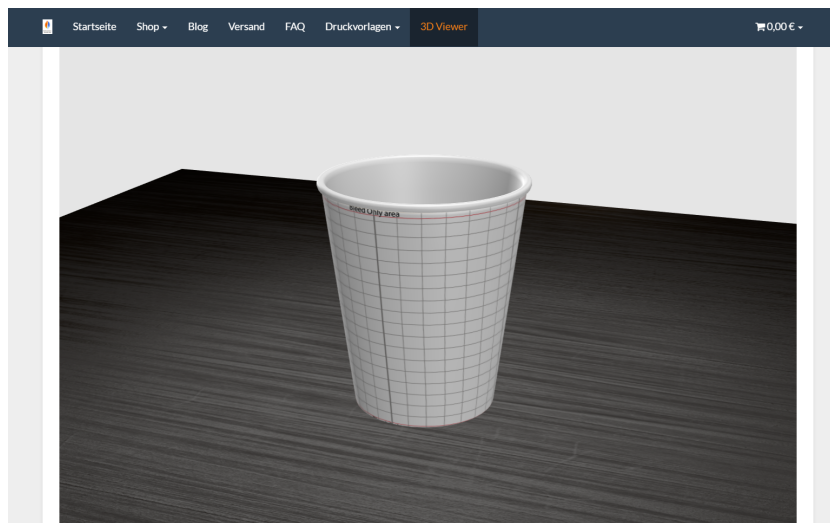 Startseite Shop Blog Versand FAQ Druckvorlagen 3D Viewer 0,00 €
Bleed Only area